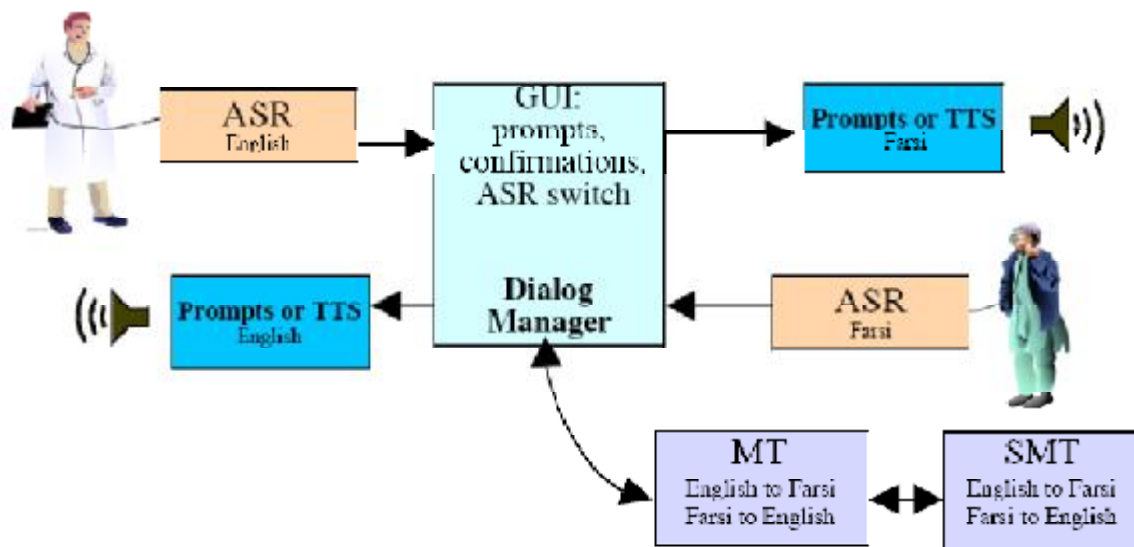 ASR
English
GUI:
prompts,
confirmations,
ASR switch
Dialog
Manager
Prompts or TTS
Farsi
Prompts or TTS
English
ASR
Farsi
MT
English to Farsi
Farsi to English
SMT
English to Farsi
Farsi to English